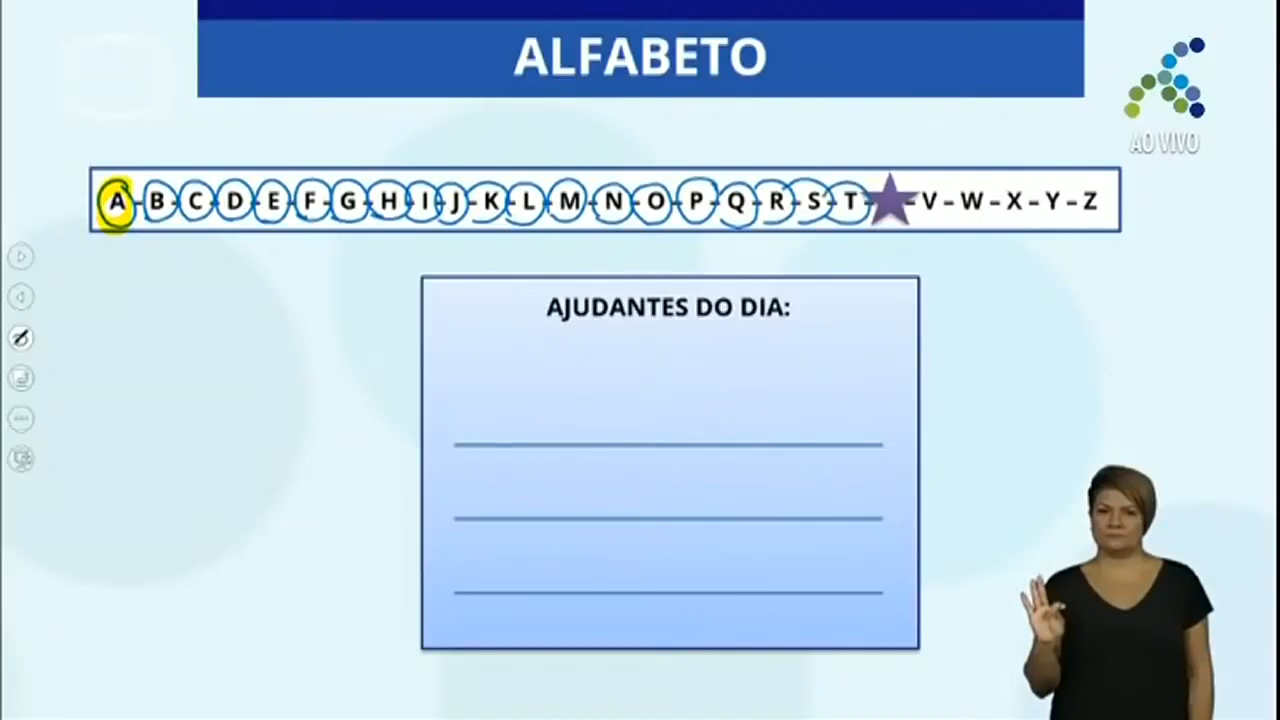 ALFABETO
AO VIVO
A - B - C - D - E - F - G - H - I - J - K - L - M - N - O - P - Q - R - S - T - - V - W - X - Y - Z
AJUDANTES DO DIA: